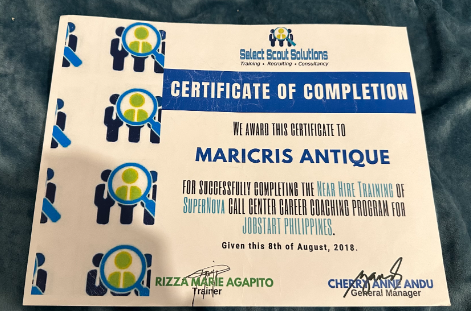 Select Scout Solutions
Training • Recruiting • Consultancy
CERTIFICATE OF COMPLETION
WE AWARD THIS CERTIFICATE TO
MARICRIS ANTIQUE
FOR SUCCESSFULLY COMPLETING THE NEAR HIRE TRAINING OF
SUPERNOVA CALL CENTER CAREER COACHING PROGRAM FOR
JOBSTART PHILIPPINES.
Given this 8th of August, 2018.
RIZZA MARIE AGAPITO
Trainer
CHERRY ANNE ANDU
General Manager